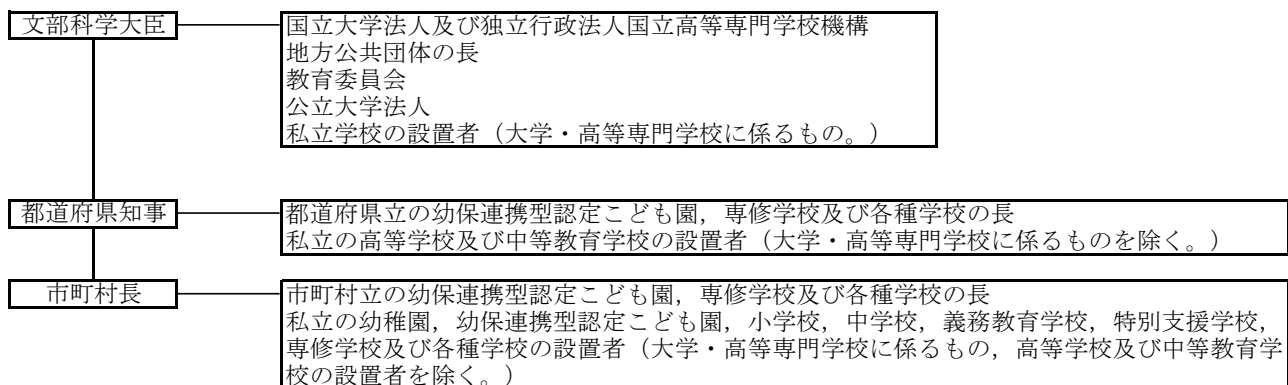 文部科学大臣
国立大学法人及び独立行政法人国立高等専門学校機構
地方公共団体の長
教育委員会
公立大学法人
私立学校の設置者（大学・高等専門学校に係るもの。）
都道府県知事
都道府県立の幼保連携型認定こども園，専修学校及び各種学校の長
私立の高等学校及び中等教育学校の設置者（大学・高等専門学校に係るものを除く。）
市町村長
市町村立の幼保連携型認定こども園，専修学校及び各種学校の長
私立の幼稚園，幼保連携型認定こども園，小学校，中学校，義務教育学校，特別支援学校，
専修学校及び各種学校の設置者（大学・高等専門学校に係るもの，高等学校及び中等教育学
校の設置者を除く。）